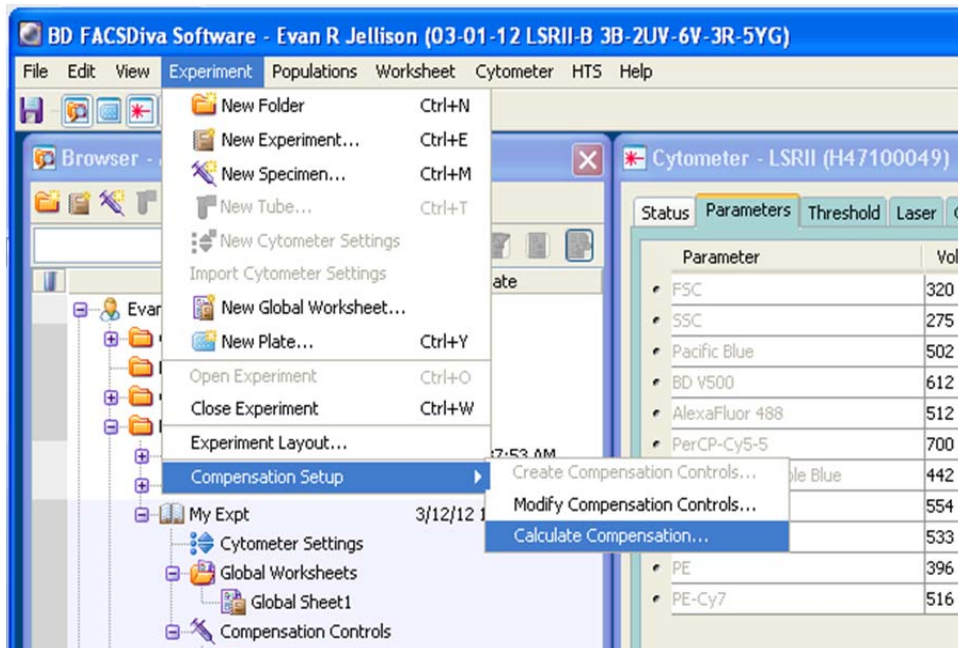 BD FACSDiva Software - Evan R Jellison (03-01-12 LSRII-B 3B-2UV-6V-3R-5YG)
File Edit View Experiment Populations Worksheet Cytometer HTS Help
New Folder Ctrl+N
New Experiment... Ctrl+E
New Specimen... Ctrl+M
New Tube... Ctrl+T
New Cytometer Settings
Import Cytometer Settings
New Global Worksheet...
New Plate... Ctrl+Y
Open Experiment Ctrl+O
Close Experiment Ctrl+W
Experiment Layout...
Compensation Setup
Create Compensation Controls...
Modify Compensation Controls...
Calculate Compensation...
Browser -
ate
Evan
7:53 AM
My Expt 3/12/12 1
Cytometer Settings
Global Worksheets
Global Sheet1
Compensation Controls
Cytometer - LSRII (H47100049)
Status Parameters Threshold Laser
Parameter Vol
FSC 320
SSC 275
Pacific Blue 502
BD V500 612
AlexaFluor 488 512
PerCP-Cy5-5 700
ble Blue 442
554
533
PE 396
PE-Cy7 516